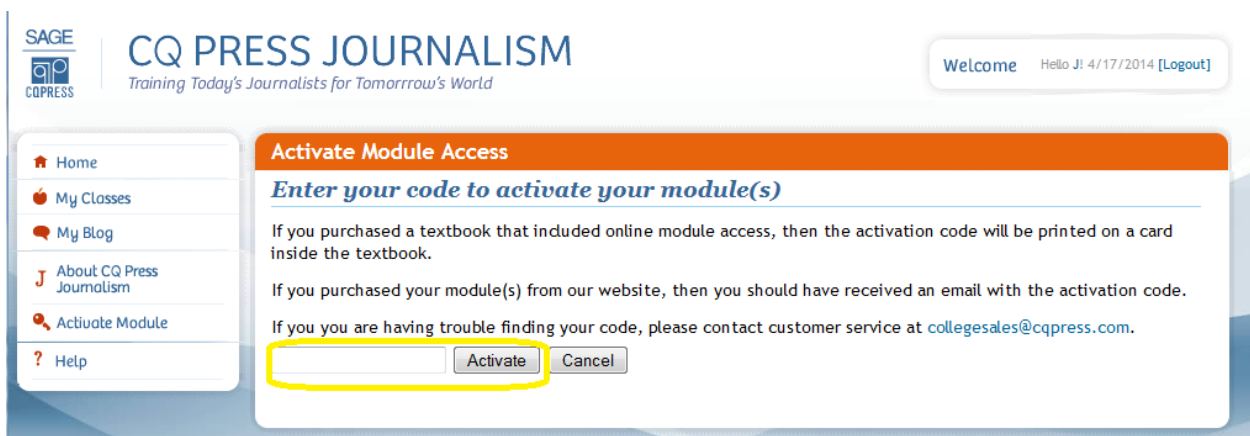 SAGE
CQPRESS
CQ PRESS JOURNALISM
Training Today's Journalists for Tomorrrow's World
Welcome Hello J! 4/17/2014 [Logout]
Home
My Classes
My Blog
J About CQ Press
Journalism
Activate Module
? Help
Activate Module Access
Enter your code to activate your module(s)
If you purchased a textbook that included online module access, then the activation code will be printed on a card
inside the textbook.
If you purchased your module(s) from our website, then you should have received an email with the activation code.
If you you are having trouble finding your code, please contact customer service at collegesales@cqpress.com.
Activate Cancel